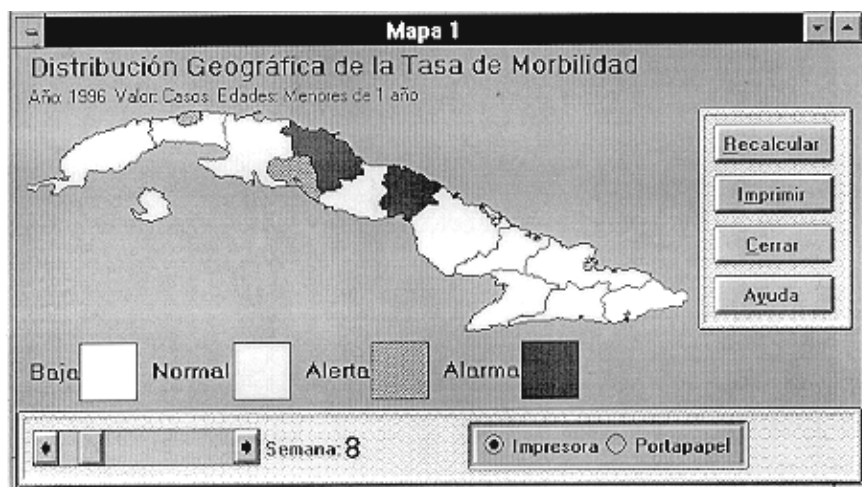 Mapa 1
Distribución Geográfica de la Tasa de Morbilidad
Año: 1996 Valor: Casos. Edades: Menores de 1 año
Recalcular
Imprimir
Cerrar
Ayuda
Baja Normal Alerta Alarma
Semana: 8 Impresora Portapapel